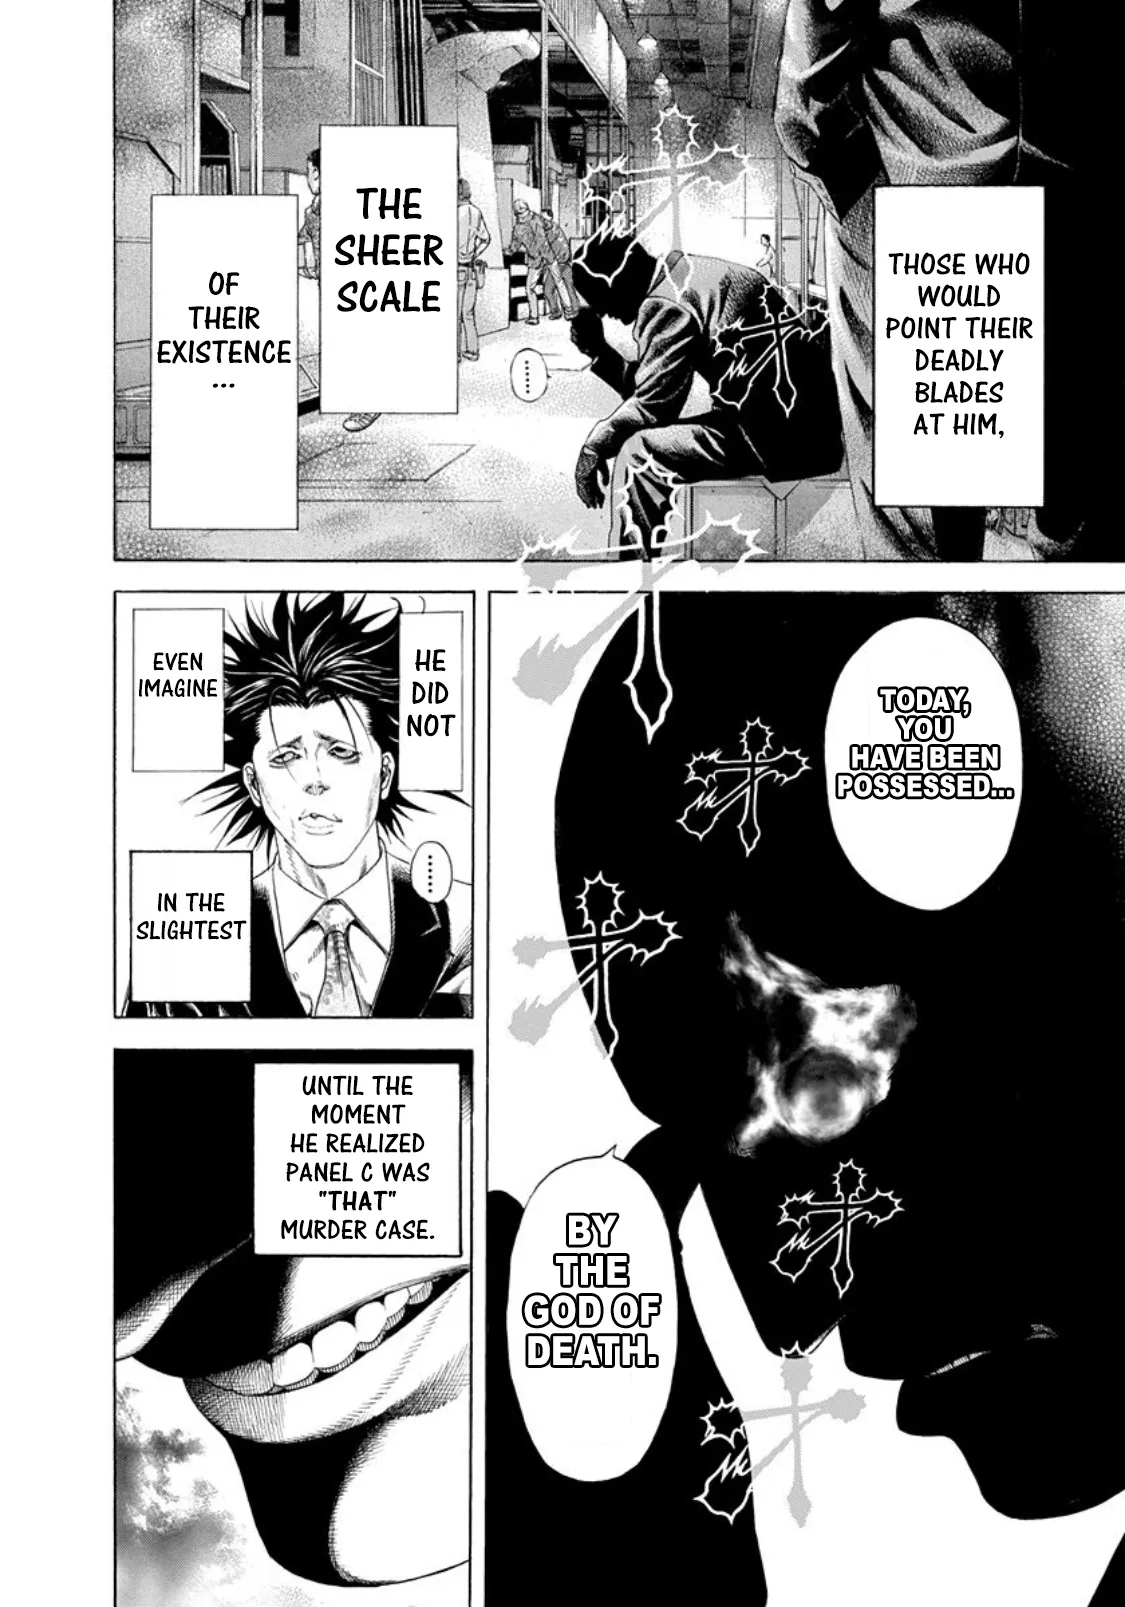 THOSE WHO
WOULD
POINT THEIR
DEADLY
BLADES
AT HIM,
THE
SHEER
SCALE
OF
THEIR
EXISTENCE
...
......
TODAY,
YOU
HAVE BEEN
POSSESSED...
BY
THE
GOD OF
DEATH.
HE
DID
NOT
EVEN
IMAGINE
......
IN THE
SLIGHTEST
UNTIL THE
MOMENT
HE REALIZED
PANEL C WAS
"THAT"
MURDER CASE.